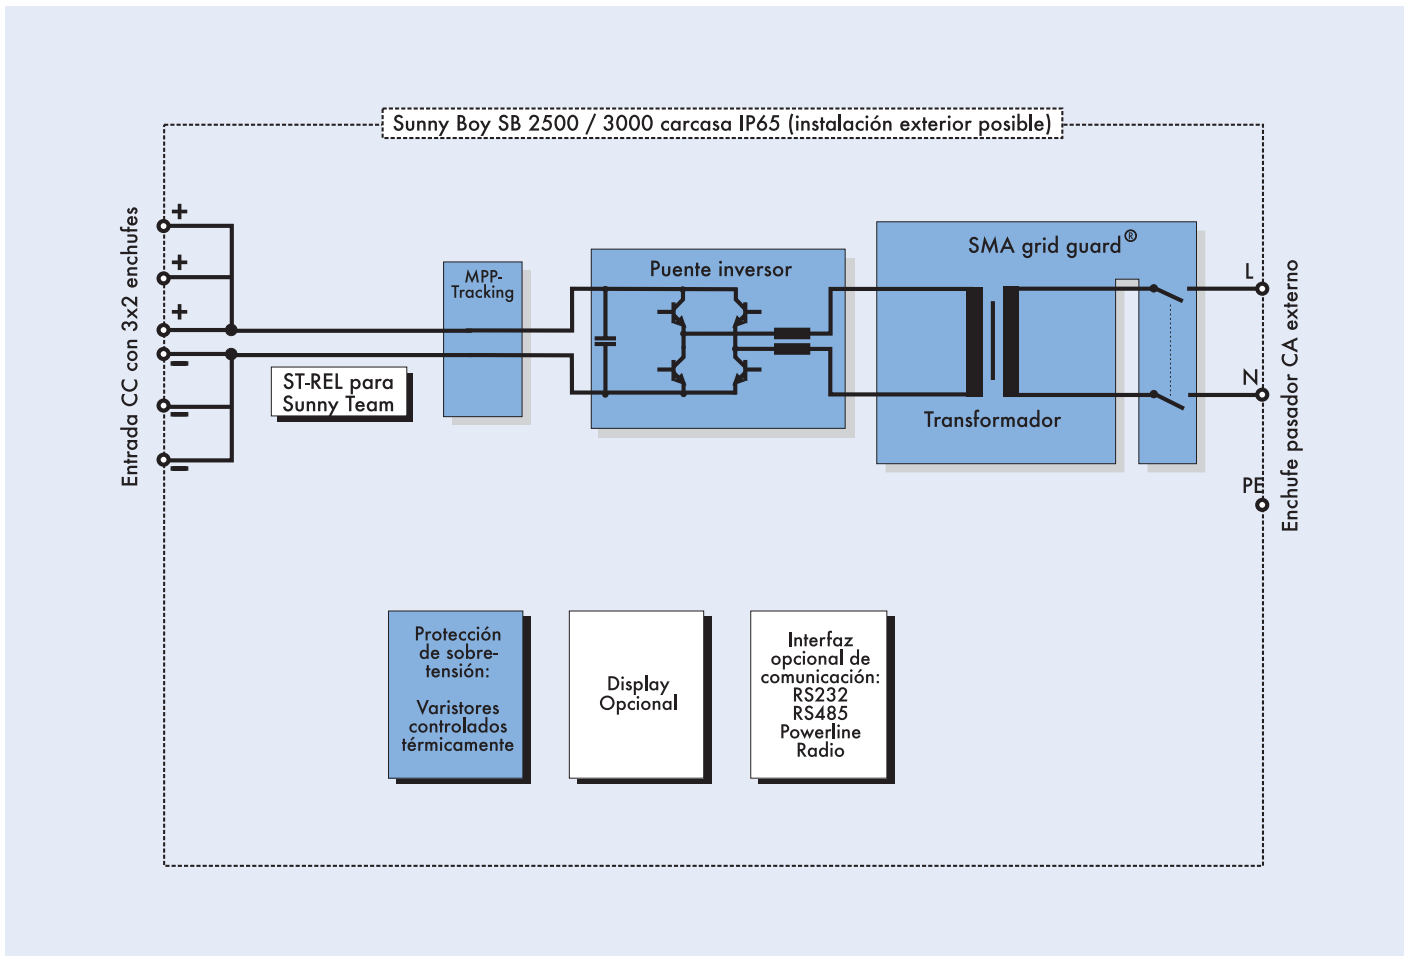 Sunny Boy SB 2500 / 3000 carcasa IP65 (instalación exterior posible)
Entrada CC con 3x2 enchufes
+
+
+
−
−
−
ST-REL para
Sunny Team
MPP-
Tracking
Puente inversor
SMA grid guard®
Transformador
L
N
PE
Enchufe pasador CA externo
Protección
de sobre-
tensión:
Varistores
controlados
térmicamente
Display
Opcional
Interfaz
opcional de
comunicación:
RS232
RS485
Powerline
Radio